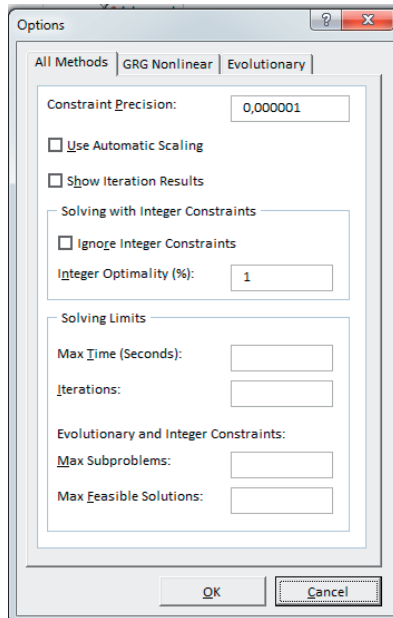 Options
All Methods GRG Nonlinear Evolutionary
Constraint Precision: 0,000001
Use Automatic Scaling
Show Iteration Results
Solving with Integer Constraints
Ignore Integer Constraints
Integer Optimality (%): 1
Solving Limits
Max Time (Seconds):
Iterations:
Evolutionary and Integer Constraints:
Max Subproblems:
Max Feasible Solutions:
OK Cancel